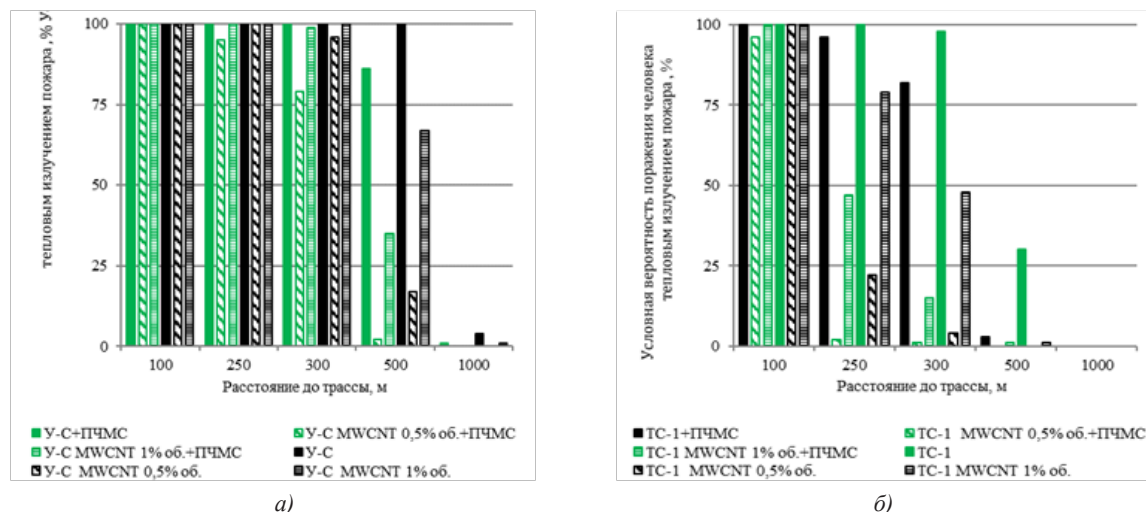 тепловым излучением пожара , % У
100
75
50
25
0
100 250 300 500 1000
Расстояние до трассы, м
У-С+ПЧМС
У-С MWCNT 0,5% об.+ПЧМС
У-С MWCNT 1% об.+ПЧМС
У-С
У-С MWCNT 0,5% об.
У-С MWCNT 1% об.
а)
Условная вероятность поражения человека
тепловым излучением пожара , %
100
75
50
25
0
100 250 300 500 1000
Расстояние до трассы, м
ТС-1+ПЧМС
ТС-1 MWCNT 0,5% об.+ПЧМС
ТС-1 MWCNT 1% об.+ПЧМС
ТС-1
ТС-1 MWCNT 0,5% об.
ТС-1 MWCNT 1% об.
б)